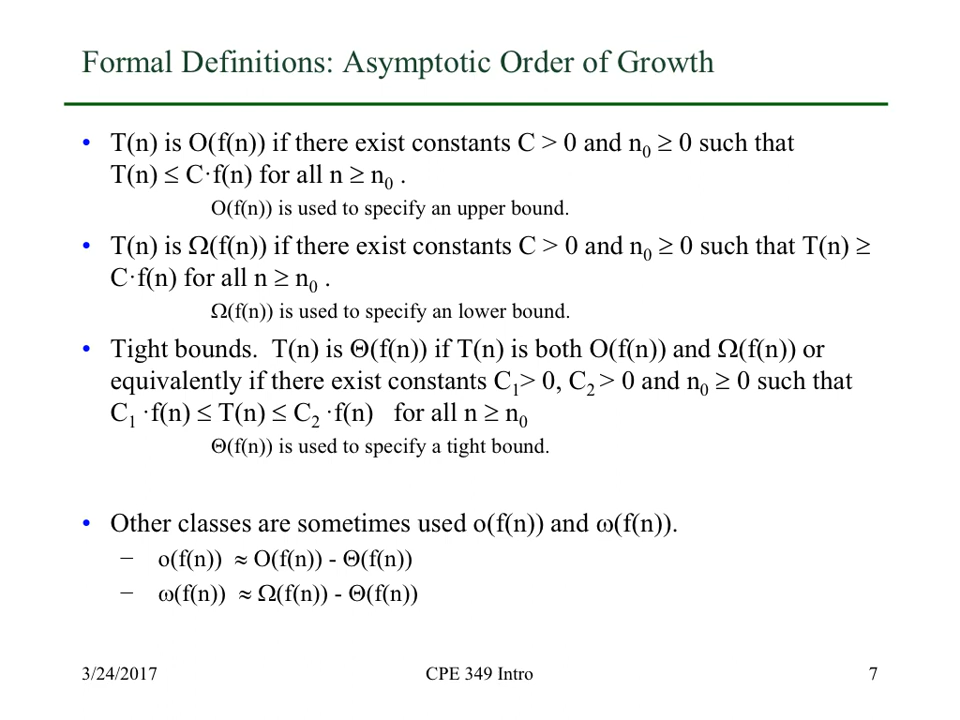 Formal Definitions: Asymptotic Order of Growth
• T(n) is O(f(n)) if there exist constants C > 0 and n₀ ≥ 0 such that
T(n) ≤ C·f(n) for all n ≥ n₀ .
O(f(n)) is used to specify an upper bound.
• T(n) is Ω(f(n)) if there exist constants C > 0 and n₀ ≥ 0 such that T(n) ≥
C·f(n) for all n ≥ n₀ .
Ω(f(n)) is used to specify an lower bound.
• Tight bounds. T(n) is Θ(f(n)) if T(n) is both O(f(n)) and Ω(f(n)) or
equivalently if there exist constants C₁> 0, C₂ > 0 and n₀ ≥ 0 such that
C₁ ·f(n) ≤ T(n) ≤ C₂ ·f(n) for all n ≥ n₀
Θ(f(n)) is used to specify a tight bound.
• Other classes are sometimes used o(f(n)) and ω(f(n)).
− o(f(n)) ≈ O(f(n)) - Θ(f(n))
− ω(f(n)) ≈ Ω(f(n)) - Θ(f(n))
3/24/2017 CPE 349 Intro 7